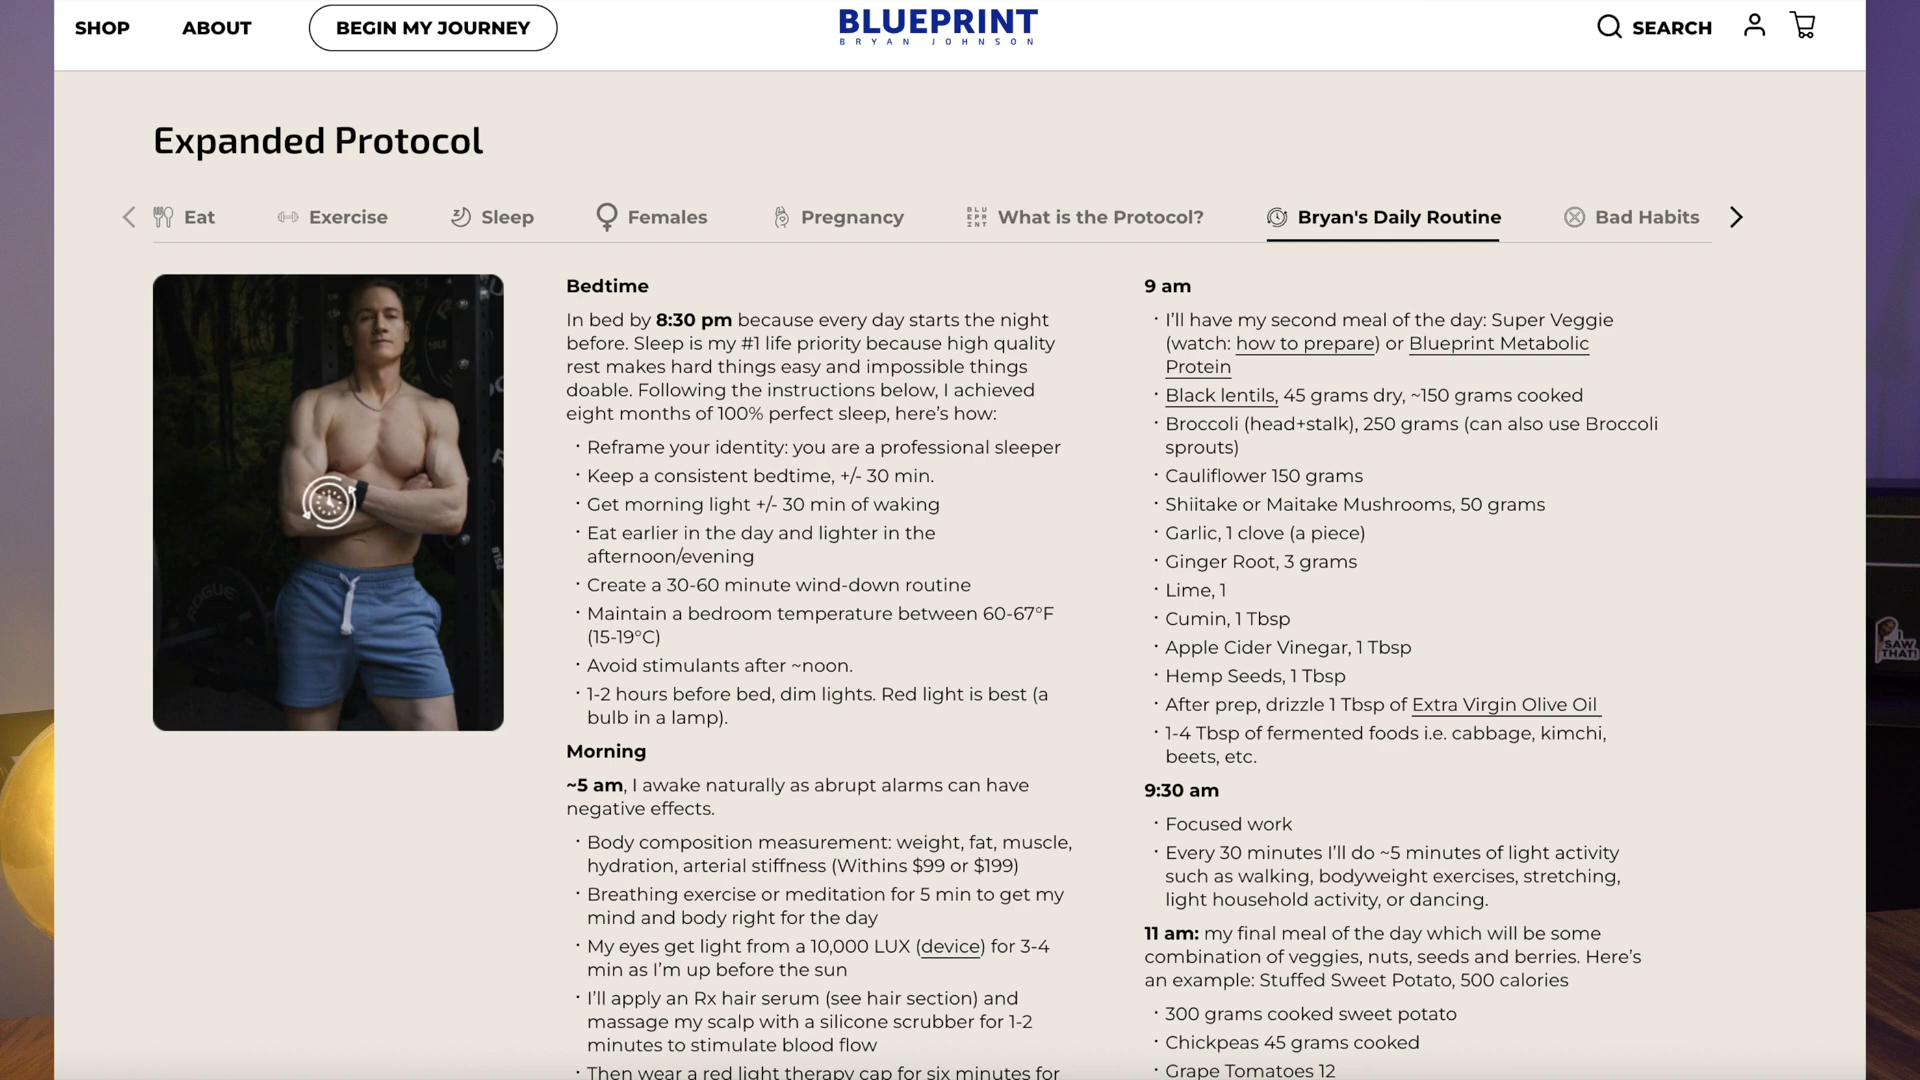 SHOP
ABOUT
BEGIN MY JOURNEY
BLUEPRINT
BRYAN JOHNSON
SEARCH
Expanded Protocol
Eat
Exercise
Sleep
Females
Pregnancy
BLU
EPR
INT
What is the Protocol?
Bryan's Daily Routine
Bad Habits
ROGUE
Bedtime
In bed by 8:30 pm because every day starts the night
before. Sleep is my #1 life priority because high quality
rest makes hard things easy and impossible things
doable. Following the instructions below, I achieved
eight months of 100% perfect sleep, here's how:
· Reframe your identity: you are a professional sleeper
· Keep a consistent bedtime, +/- 30 min.
· Get morning light +/- 30 min of waking
· Eat earlier in the day and lighter in the
afternoon/evening
· Create a 30-60 minute wind-down routine
· Maintain a bedroom temperature between 60-67°F
(15-19°C)
· Avoid stimulants after ~noon.
· 1-2 hours before bed, dim lights. Red light is best (a
bulb in a lamp).
Morning
~5 am, I awake naturally as abrupt alarms can have
negative effects.
· Body composition measurement: weight, fat, muscle,
hydration, arterial stiffness (Withins $99 or $199)
· Breathing exercise or meditation for 5 min to get my
mind and body right for the day
· My eyes get light from a 10,000 LUX (device) for 3-4
min as I'm up before the sun
· I'll apply an Rx hair serum (see hair section) and
massage my scalp with a silicone scrubber for 1-2
minutes to stimulate blood flow
· Then wear a red light therapy cap for six minutes for
9 am
· I'll have my second meal of the day: Super Veggie
(watch: how to prepare) or Blueprint Metabolic
Protein
· Black lentils, 45 grams dry, ~150 grams cooked
· Broccoli (head+stalk), 250 grams (can also use Broccoli
sprouts)
· Cauliflower 150 grams
· Shiitake or Maitake Mushrooms, 50 grams
· Garlic, 1 clove (a piece)
· Ginger Root, 3 grams
· Lime, 1
· Cumin, 1 Tbsp
· Apple Cider Vinegar, 1 Tbsp
· Hemp Seeds, 1 Tbsp
· After prep, drizzle 1 Tbsp of Extra Virgin Olive Oil
· 1-4 Tbsp of fermented foods i.e. cabbage, kimchi,
beets, etc.
9:30 am
· Focused work
· Every 30 minutes I'll do ~5 minutes of light activity
such as walking, bodyweight exercises, stretching,
light household activity, or dancing.
11 am: my final meal of the day which will be some
combination of veggies, nuts, seeds and berries. Here's
an example: Stuffed Sweet Potato, 500 calories
· 300 grams cooked sweet potato
· Chickpeas 45 grams cooked
· Grape Tomatoes 12
I
SAW
THAT!